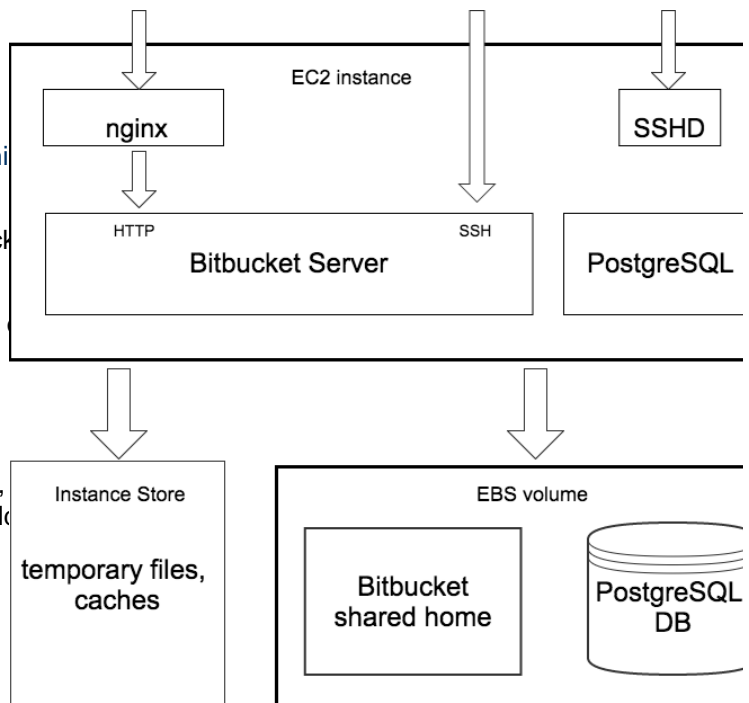 EC2 instance
nginx
SSHD
HTTP
SSH
Bitbucket Server
PostgreSQL
Instance Store
EBS volume
temporary files,
caches
Bitbucket
shared home
PostgreSQL
DB